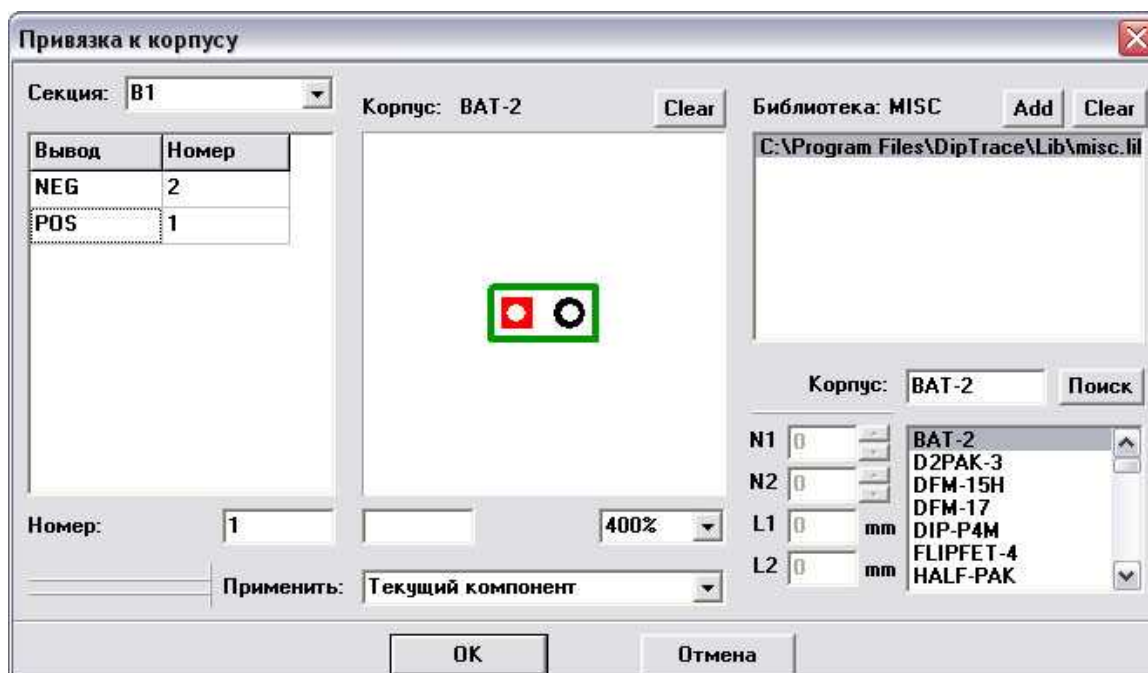 Привязка к корпусу
Секция: B1
Вывод Номер
NEG 2
POS 1
Номер: 1
Корпус: BAT-2 Clear
400%
Применить: Текущий компонент
Библиотека: MISC Add Clear
C:\Program Files\DipTrace\Lib\misc.lil
Корпус: BAT-2 Поиск
N1 0
N2 0
L1 0 mm
L2 0 mm
BAT-2
D2PAK-3
DFM-15H
DFM-17
DIP-P4M
FLIPFET-4
HALF-PAK
OK Отмена